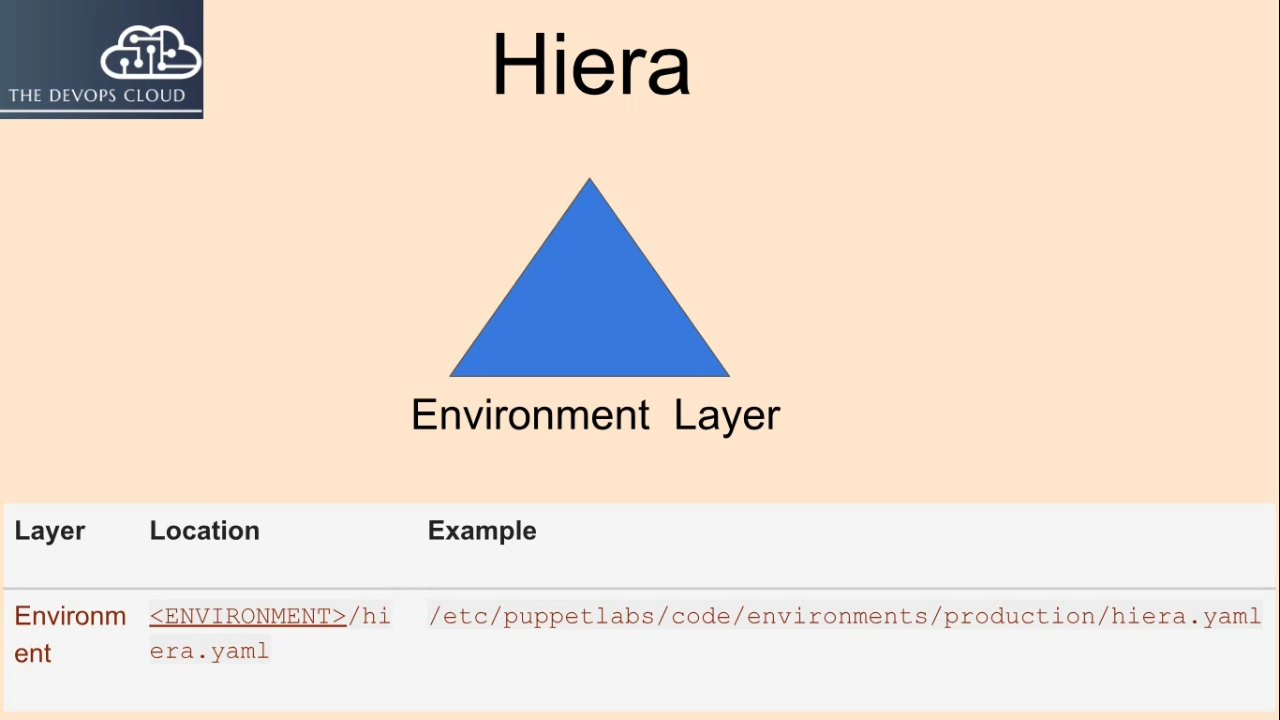 THE DEVOPS CLOUD
Hiera
Environment Layer
Layer Location Example
Environm <ENVIRONMENT>/hi /etc/puppetlabs/code/environments/production/hiera.yaml
ent era.yaml